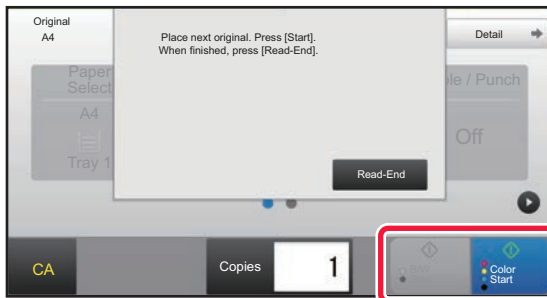 Original
A4
Place next original. Press [Start].
When finished, press [Read-End].
Detail
Paper
Select
A4
Tray 1
le / Punch
Off
Read-End
CA
Copies
1
B/W
Color
Start